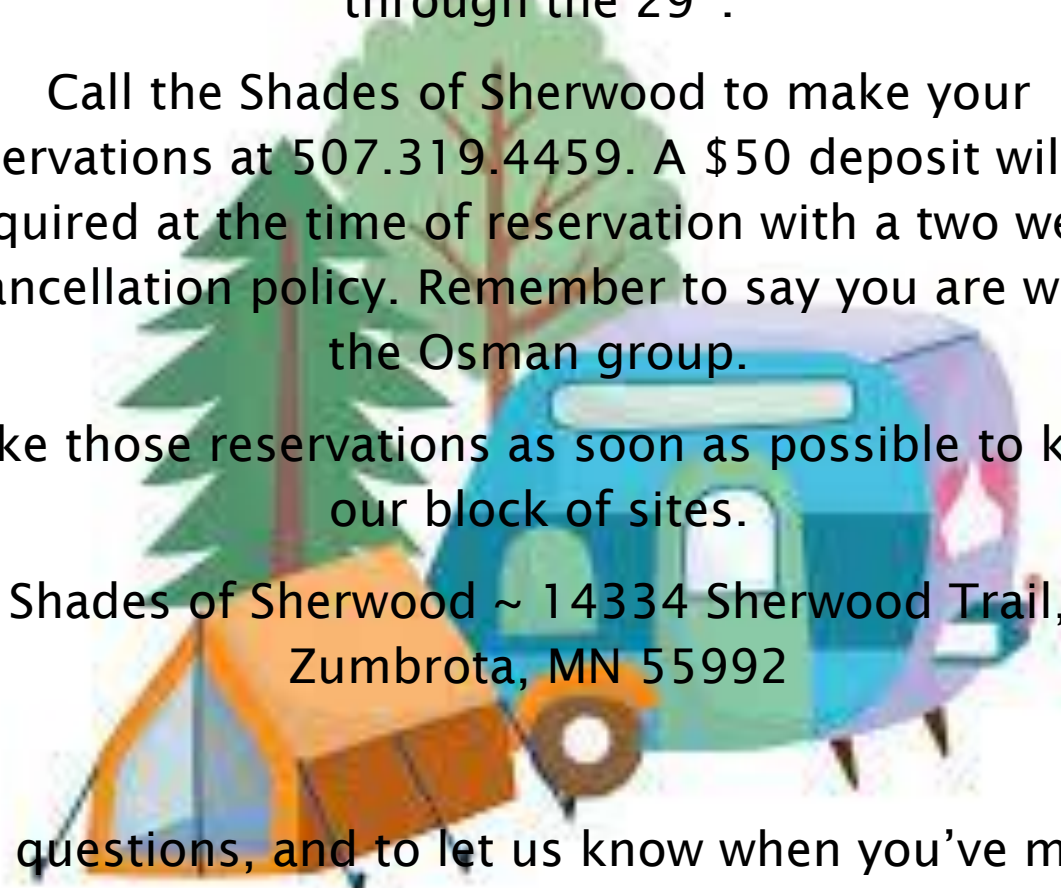 through the 29 .
Call the Shades of Sherwood to make your
ervations at 507.319.4459. A $50 deposit wil
quired at the time of reservation with a two we
ancellation policy. Remember to say you are w
the Osman group.
ke those reservations as soon as possible to k
our block of sites.
Shades of Sherwood ~ 14334 Sherwood Trail,
Zumbrota, MN 55992
questions, and to let us know when you’ve m